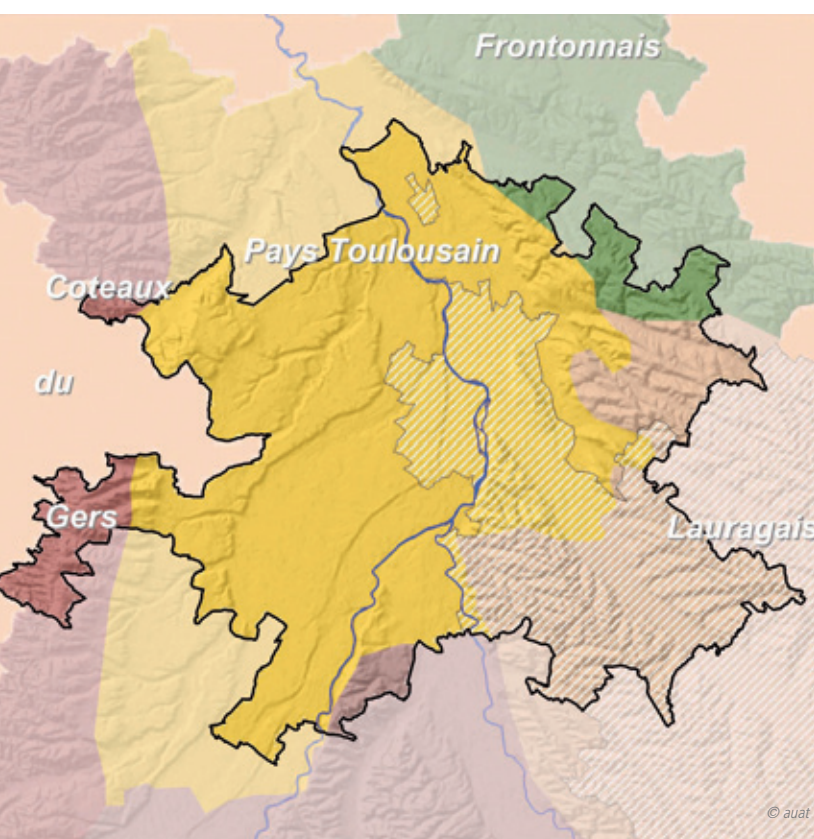 Frontonnais
Pays Toulousain
Coteaux
du
Gers
Lauragais
© auat